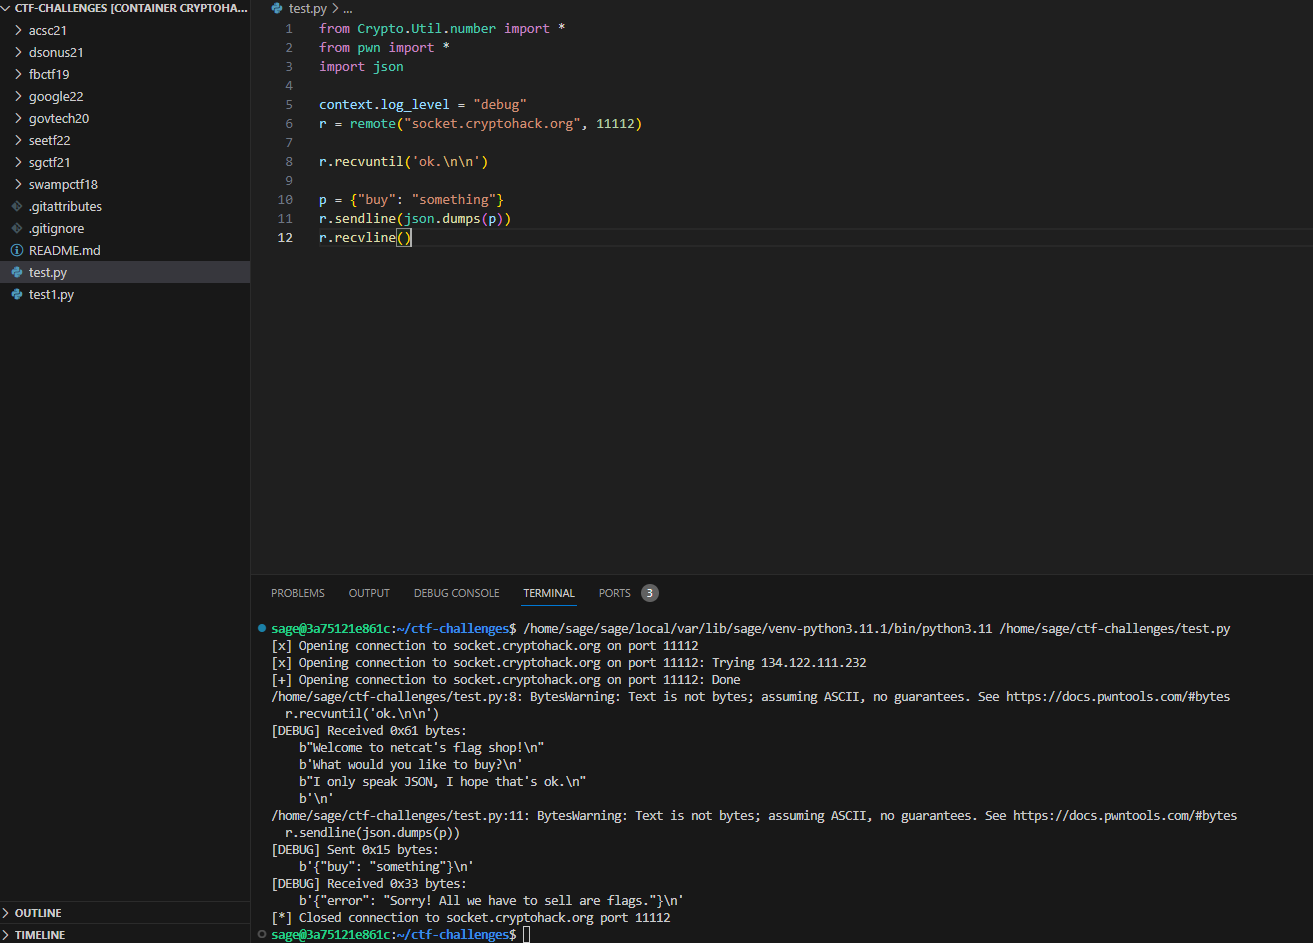 CTF-CHALLENGES [CONTAINER CRYPTOHA...
acsc21
dsonus21
fbctf19
google22
govtech20
seetf22
sgctf21
swampctf18
.gitattributes
.gitignore
README.md
test.py
test1.py
OUTLINE
TIMELINE
test.py > ...
1 from Crypto.Util.number import *
2 from pwn import *
3 import json
4
5 context.log_level = "debug"
6 r = remote("socket.cryptohack.org", 11112)
7
8 r.recvuntil('ok.\n\n')
9
10 p = {"buy": "something"}
11 r.sendline(json.dumps(p))
12 r.recvline()
PROBLEMS OUTPUT DEBUG CONSOLE TERMINAL PORTS 3
sage@3a75121e861c:~/ctf-challenges$ /home/sage/sage/local/var/lib/sage/venv-python3.11.1/bin/python3.11 /home/sage/ctf-challenges/test.py
[x] Opening connection to socket.cryptohack.org on port 11112
[x] Opening connection to socket.cryptohack.org on port 11112: Trying 134.122.111.232
[+] Opening connection to socket.cryptohack.org on port 11112: Done
/home/sage/ctf-challenges/test.py:8: BytesWarning: Text is not bytes; assuming ASCII, no guarantees. See https://docs.pwntools.com/#bytes
r.recvuntil('ok.\n\n')
[DEBUG] Received 0x61 bytes:
b"Welcome to netcat's flag shop!\n"
b'What would you like to buy?\n'
b"I only speak JSON, I hope that's ok.\n"
b'\n'
/home/sage/ctf-challenges/test.py:11: BytesWarning: Text is not bytes; assuming ASCII, no guarantees. See https://docs.pwntools.com/#bytes
r.sendline(json.dumps(p))
[DEBUG] Sent 0x15 bytes:
b'{"buy": "something"}\n'
[DEBUG] Received 0x33 bytes:
b'{"error": "Sorry! All we have to sell are flags."}\n'
[*] Closed connection to socket.cryptohack.org port 11112
sage@3a75121e861c:~/ctf-challenges$